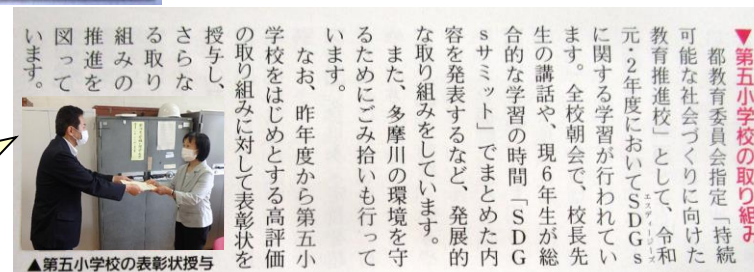 ▼第五小学校の取り組み
都教育委員会指定「持続
可能な社会づくりに向けた
教育推進校」として、令和
元・2年度においてSDGs
エスディージーズ
に関する学習が行われてい
ます。全校朝会で、校長先
生の講話や、現6年生が総
合的な学習の時間「SDG
sサミット」でまとめた内
容を発表するなど、発展的
な取り組みをしています。
また、多摩川の環境を守
るためにごみ拾いも行って
います。
なお、昨年度から第五小
学校をはじめとする高評価
の取り組みに対して表彰状を
授与し、
さらな
る取り
組みの
推進を
図って
います。
▲第五小学校の表彰状授与